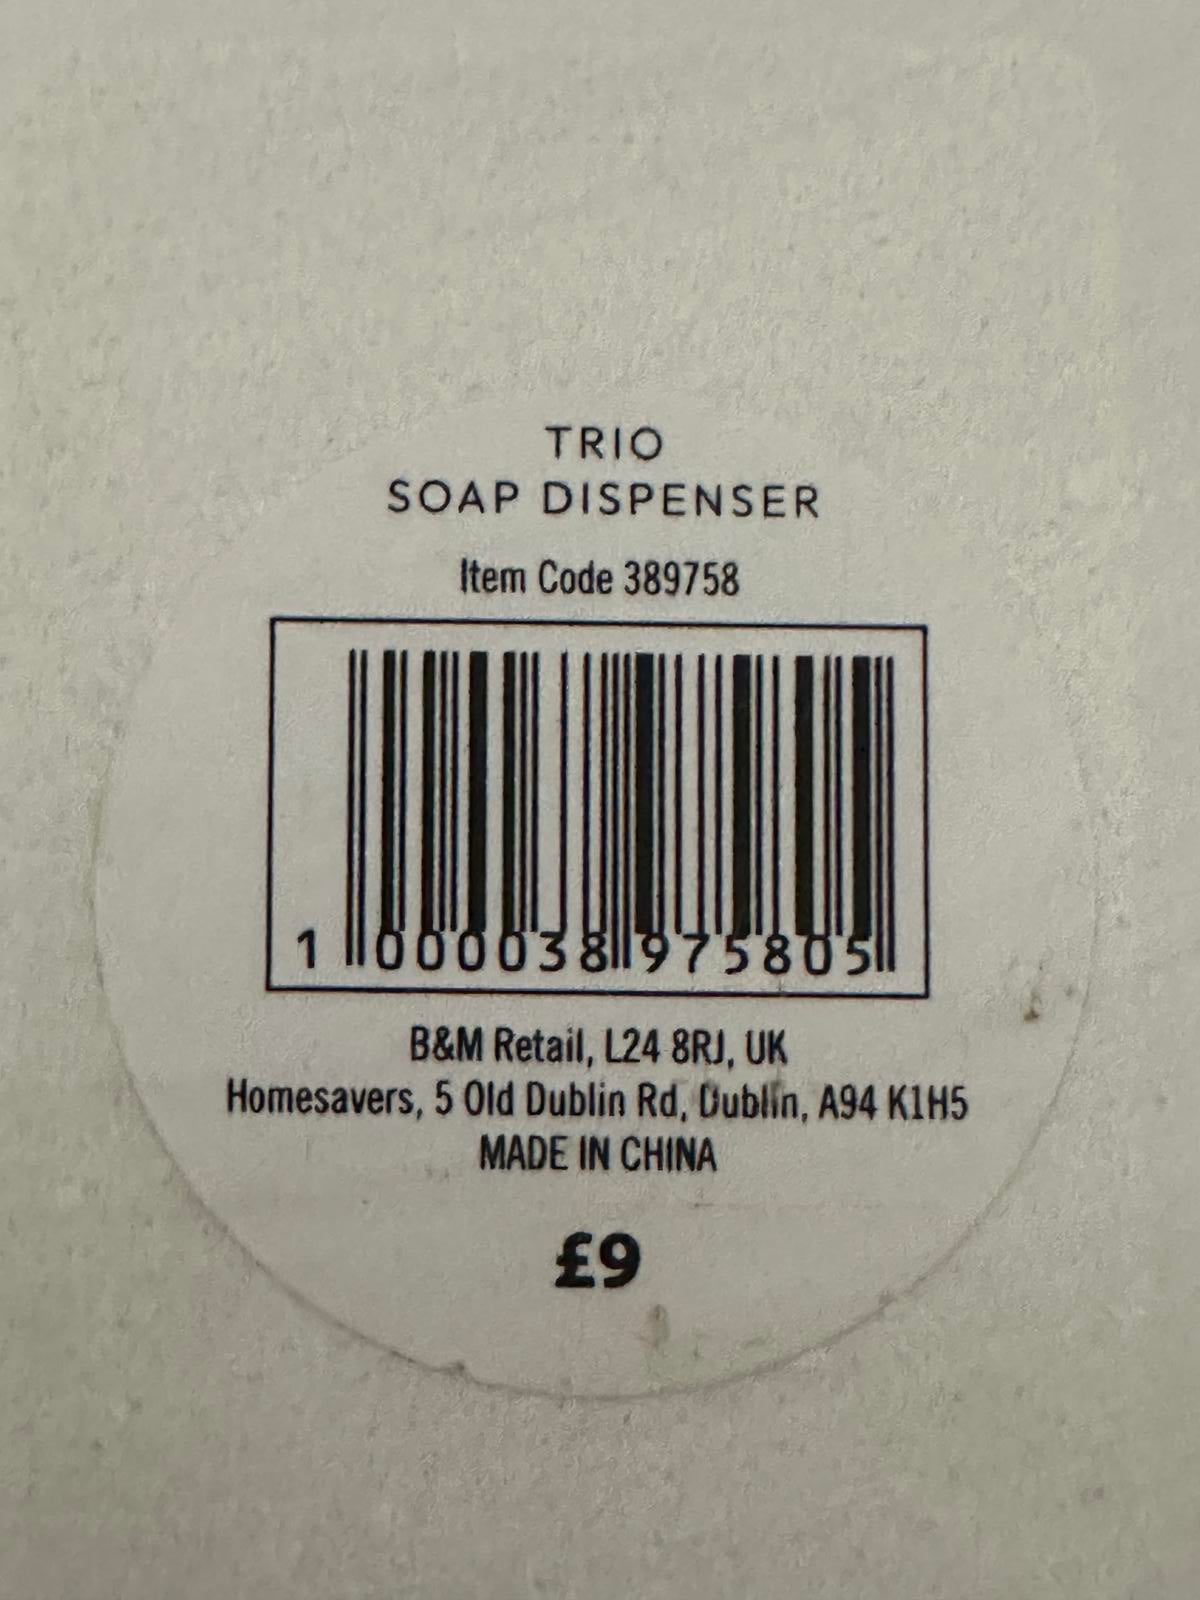 TRIO
SOAP DISPENSER
Item Code 389758
1 000038 975805
B&M Retail, L24 8RJ, UK
Homesavers, 5 Old Dublin Rd, Dublin, A94 K1H5
MADE IN CHINA
£9